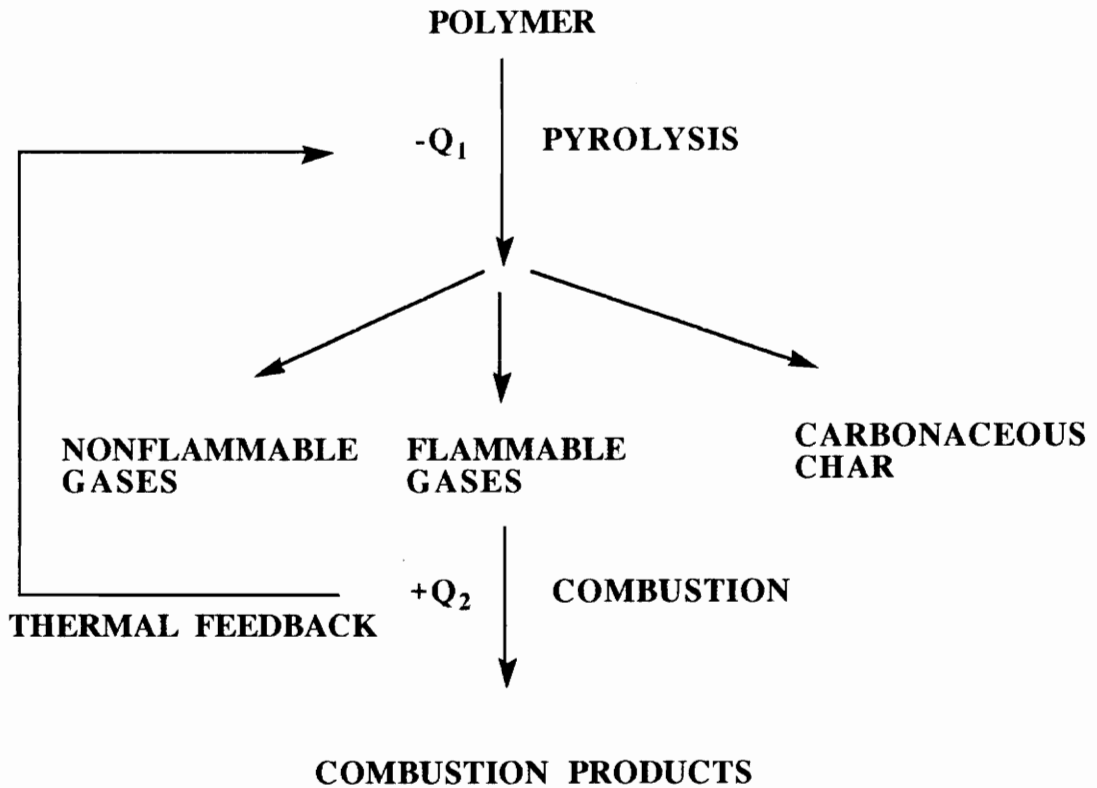 POLYMER
-Q1 PYROLYSIS
NONFLAMMABLE
GASES
FLAMMABLE
GASES
CARBONACEOUS
CHAR
+Q2 COMBUSTION
THERMAL FEEDBACK
COMBUSTION PRODUCTS